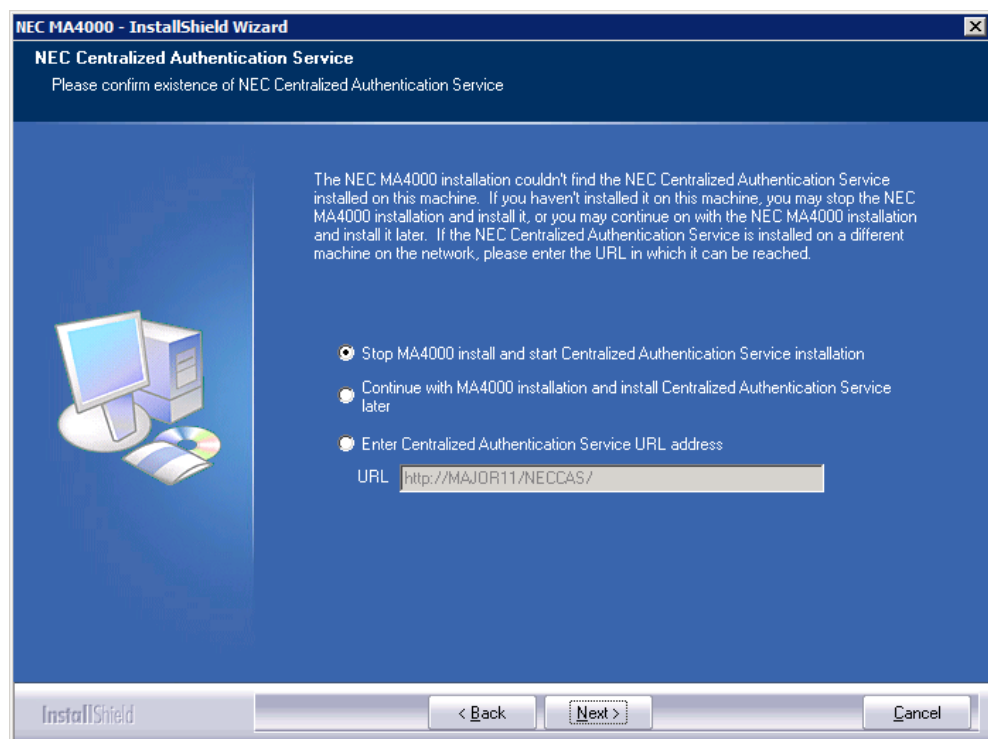 NEC MA4000 - InstallShield Wizard
NEC Centralized Authentication Service
Please confirm existence of NEC Centralized Authentication Service
The NEC MA4000 installation couldn't find the NEC Centralized Authentication Service
installed on this machine. If you haven't installed it on this machine, you may stop the NEC
MA4000 installation and install it, or you may continue on with the NEC MA4000 installation
and install it later. If the NEC Centralized Authentication Service is installed on a different
machine on the network, please enter the URL in which it can be reached.
Stop MA4000 install and start Centralized Authentication Service installation
Continue with MA4000 installation and install Centralized Authentication Service
later
Enter Centralized Authentication Service URL address
URL http://MAJOR11/NECCAS/
InstallShield
< Back Next > Cancel